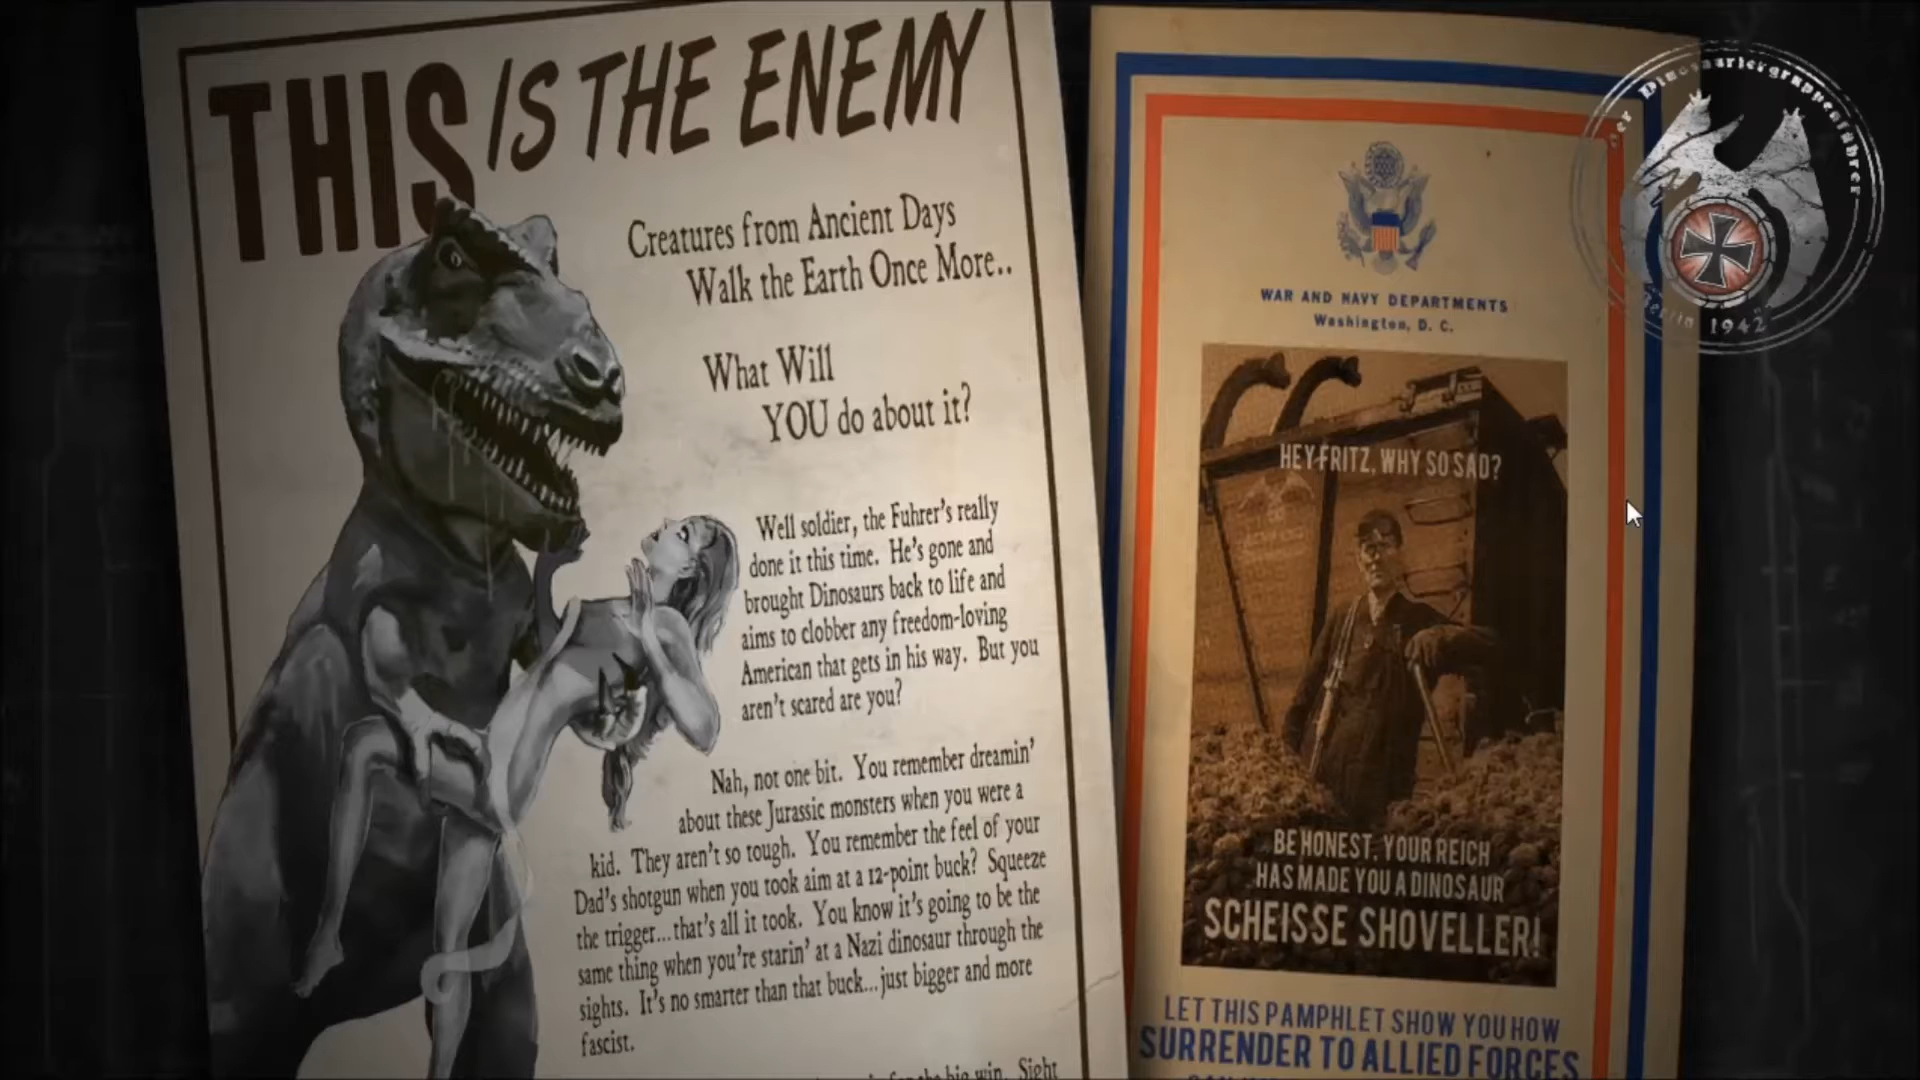 THIS IS THE ENEMY
Creatures from Ancient Days
Walk the Earth Once More..
What Will
YOU do about it?
Well soldier, the Fuhrer's really
done it this time. He's gone and
brought Dinosaurs back to life and
aims to clobber any freedom-loving
American that gets in his way. But you
aren't scared are you?
Nah, not one bit. You remember dreamin'
about these Jurassic monsters when you were a
kid. They aren't so tough. You remember the feel of your
Dad's shotgun when you took aim at a 12-point buck? Squeeze
the trigger...that's all it took. You know it's going to be the
same thing when you're starin' at a Nazi dinosaur through the
sights. It's no smarter than that buck...just bigger and more
fascist.
for the big win. Sight
WAR AND NAVY DEPARTMENTS
Washington, D. C.
HEY FRITZ, WHY SO SAD?
BE HONEST, YOUR REICH
HAS MADE YOU A DINOSAUR
SCHEISSE SHOVELLER!
LET THIS PAMPHLET SHOW YOU HOW
SURRENDER TO ALLIED FORCES
Der Dinosauriergruppenführer
Berlin 1942